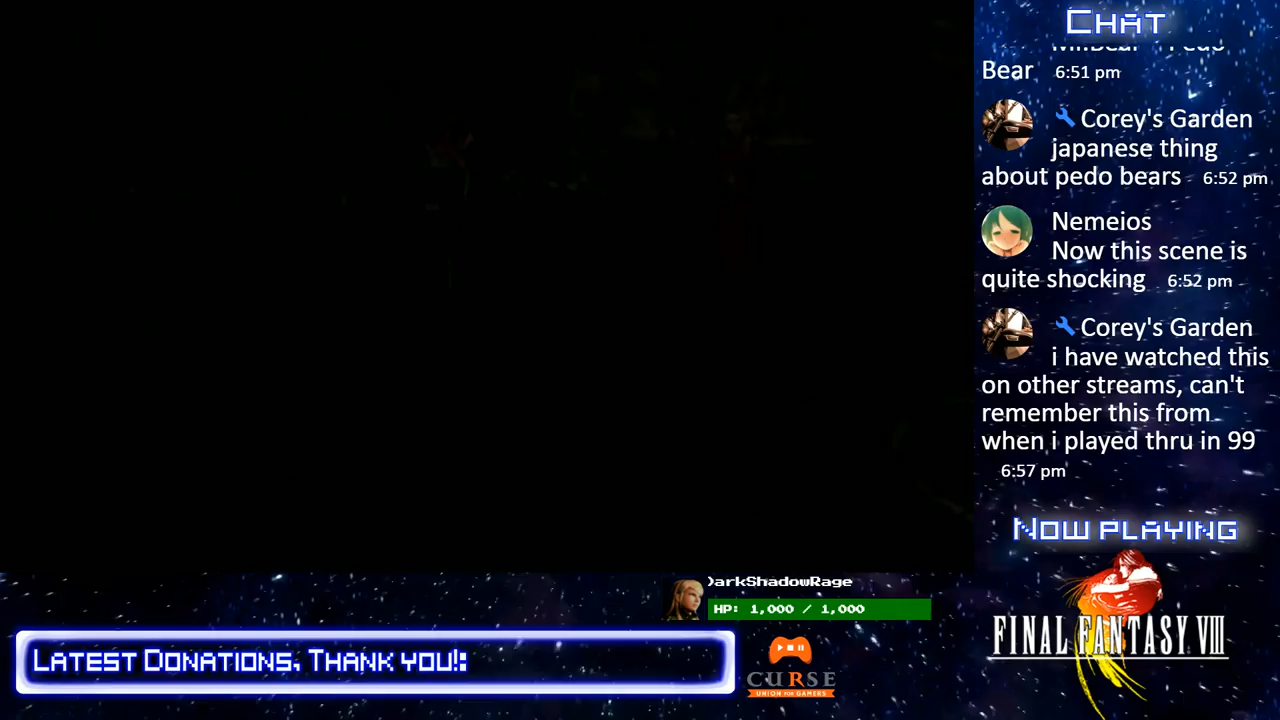 CHAT
Bear 6:51 pm
Corey's Garden
japanese thing
about pedo bears 6:52 pm
Nemeios
Now this scene is
quite shocking 6:52 pm
Corey's Garden
i have watched this
on other streams, can't
remember this from
when i played thru in 99
6:57 pm
NOW PLAYING
FINAL FANTASY VIII
DarkShadowRage
HP: 1,000 / 1,000
LATEST DONATIONS, THANK YOU!:
CURSE
UNION FOR GAMERS